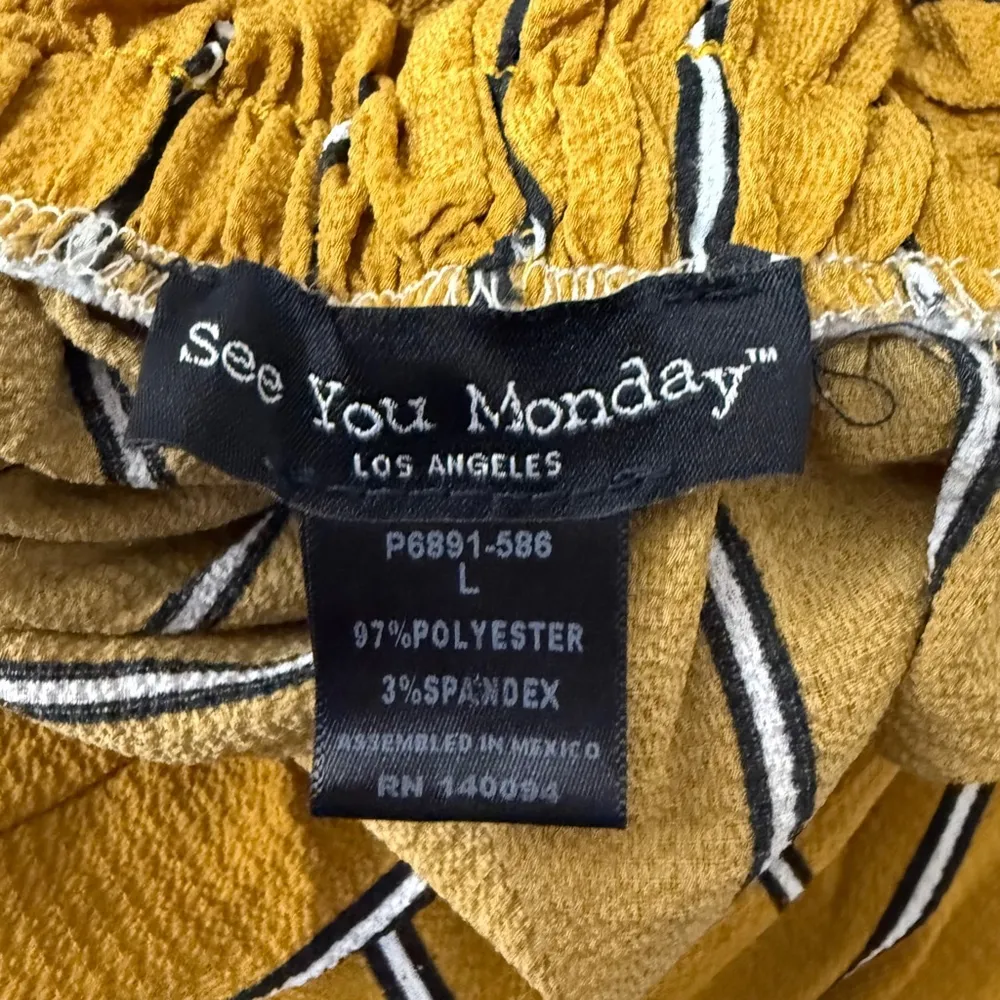 See You Monday™
LOS ANGELES
P6891-586
L
97%POLYESTER
3%SPANDEX
ASSEMBLED IN MEXICO
RN 140094